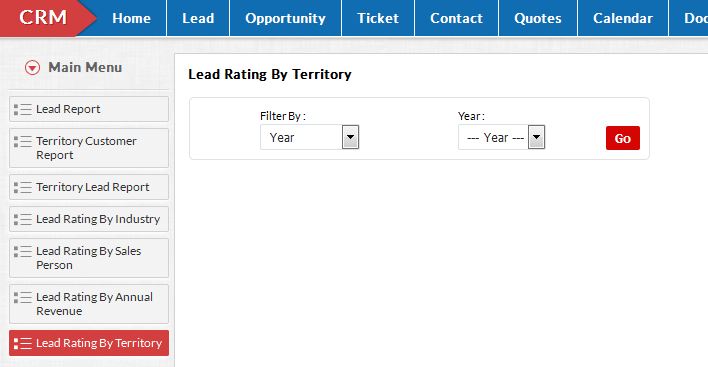 CRM Home Lead Opportunity Ticket Contact Quotes Calendar Doc
Main Menu
Lead Report
Territory Customer
Report
Territory Lead Report
Lead Rating By Industry
Lead Rating By Sales
Person
Lead Rating By Annual
Revenue
Lead Rating By Territory
Lead Rating By Territory
Filter By : Year :
Year --- Year --- Go